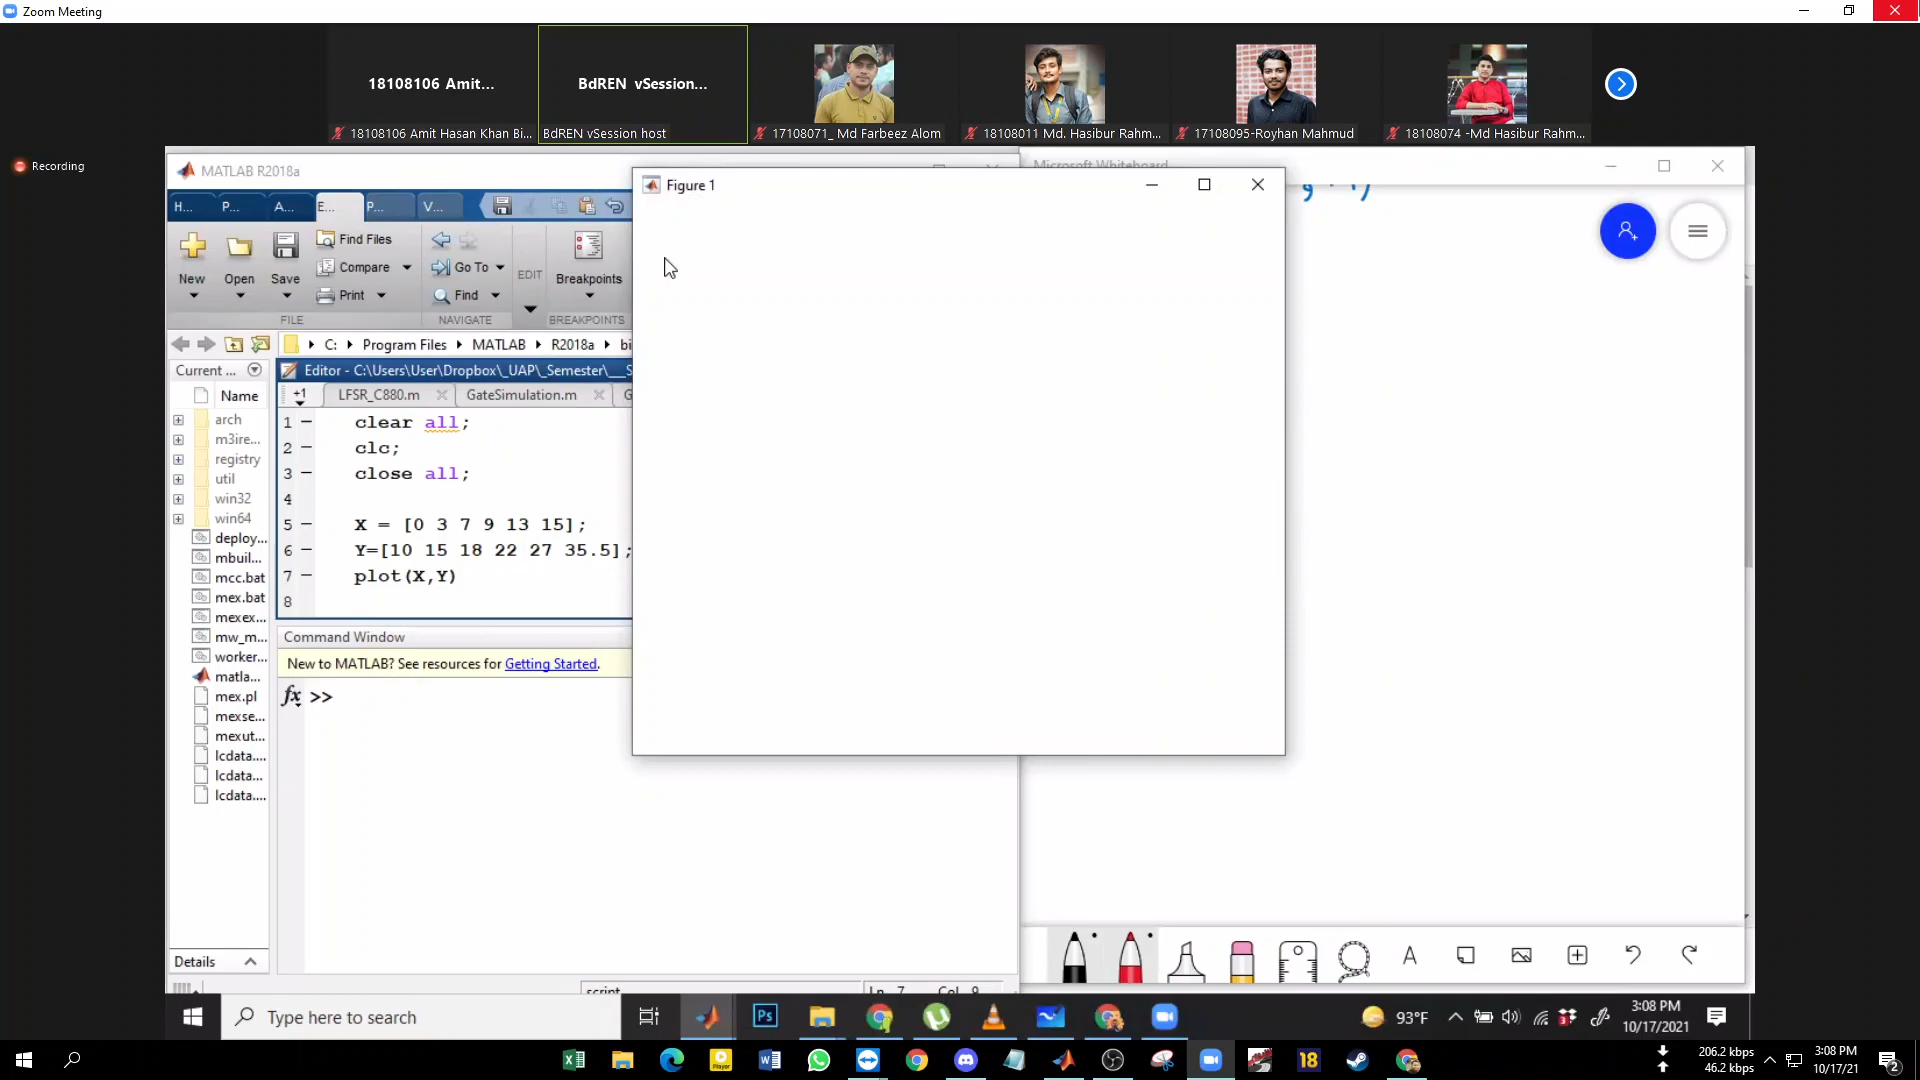 Zoom Meeting
18108106 Amit...
BdREN vSession...
18108106 Amit Hasan Khan Bi...
BdREN vSession host
17108071_ Md Farbeez Alom
18108011 Md. Hasibur Rahm...
17108095-Royhan Mahmud
18108074 -Md Hasibur Rahm...
Recording
MATLAB R2018a
Microsoft Whiteboard
Figure 1
H... P... A... E... P... V...
Find Files
Compare
Print
Go To
Find
New
Open
Save
EDIT
Breakpoints
FILE
NAVIGATE
BREAKPOINTS
C: Program Files MATLAB R2018a bi
Current ...
Editor - C:\Users\User\Dropbox\_UAP\_Semester\___S
Name
+1 LFSR_C880.m GateSimulation.m G
arch
m3ire...
registry
util
win32
win64
deploy...
mbuil...
mcc.bat
mex.bat
mexex...
mw_m...
worker...
matla...
mex.pl
mexse...
mexut...
lcdata....
lcdata...
lcdata....
1 clear all;
2 clc;
3 close all;
4
5 X = [0 3 7 9 13 15];
6 Y=[10 15 18 22 27 35.5];
7 plot(X,Y)
8
Command Window
New to MATLAB? See resources for Getting Started.
fx >>
Details
script
Ln 7 Col 9
Type here to search
93°F
3:08 PM
10/17/2021
206.2 kbps
46.2 kbps
3:08 PM
10/17/21
2